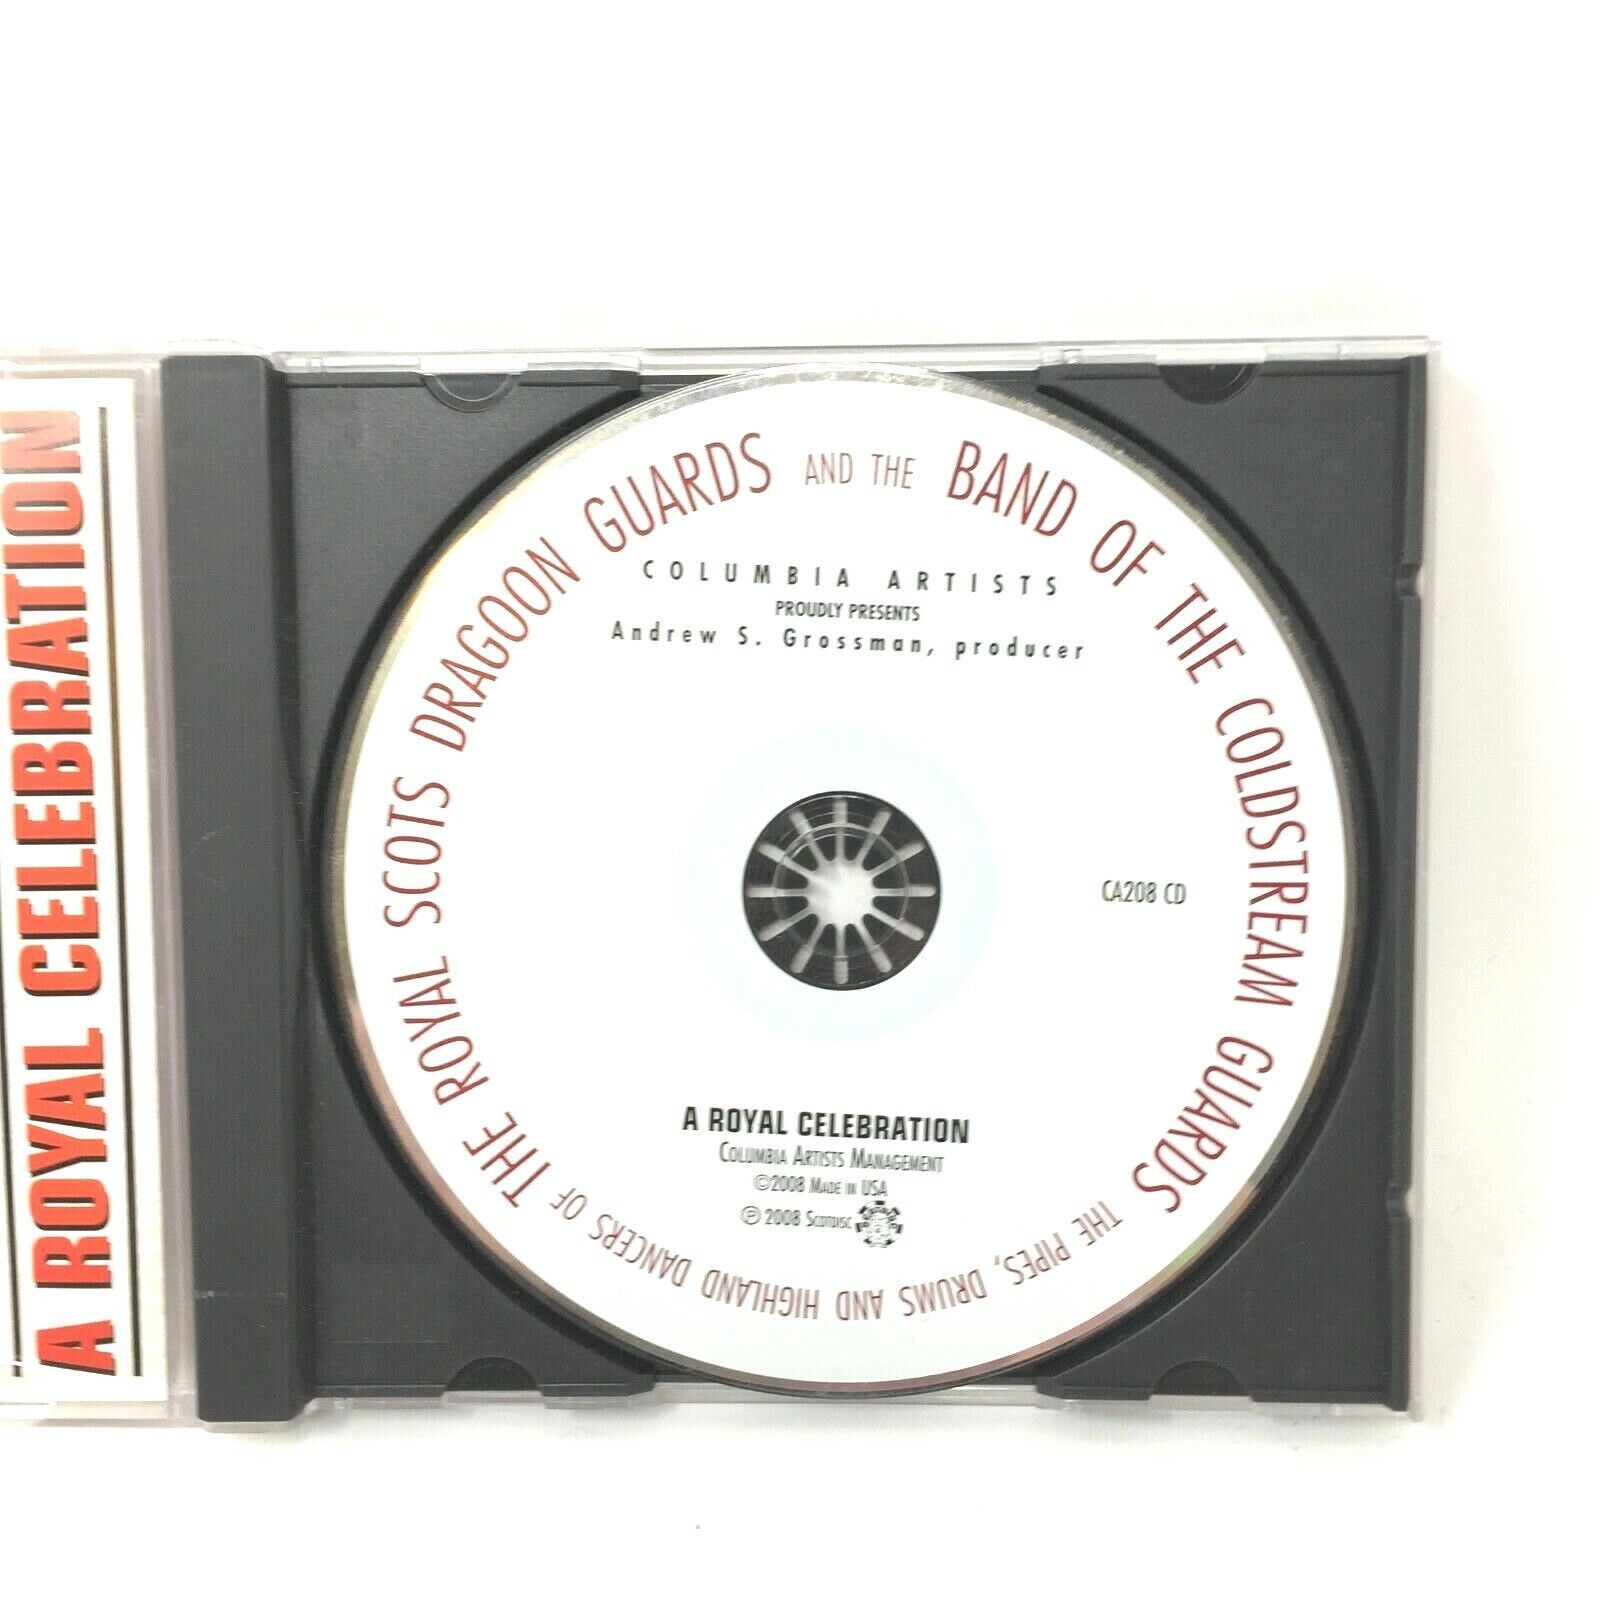 A ROYAL CELEBRATION
THE PIPES, DRUMS AND HIGHLAND DANCERS OF THE ROYAL SCOTS DRAGOON GUARDS AND THE BAND OF THE COLDSTREAM GUARDS
COLUMBIA ARTISTS
PROUDLY PRESENTS
Andrew S. Grossman, producer
CA208 CD
A ROYAL CELEBRATION
COLUMBIA ARTISTS MANAGEMENT
©2008 MADE IN USA
℗ 2008 SCOTDISC